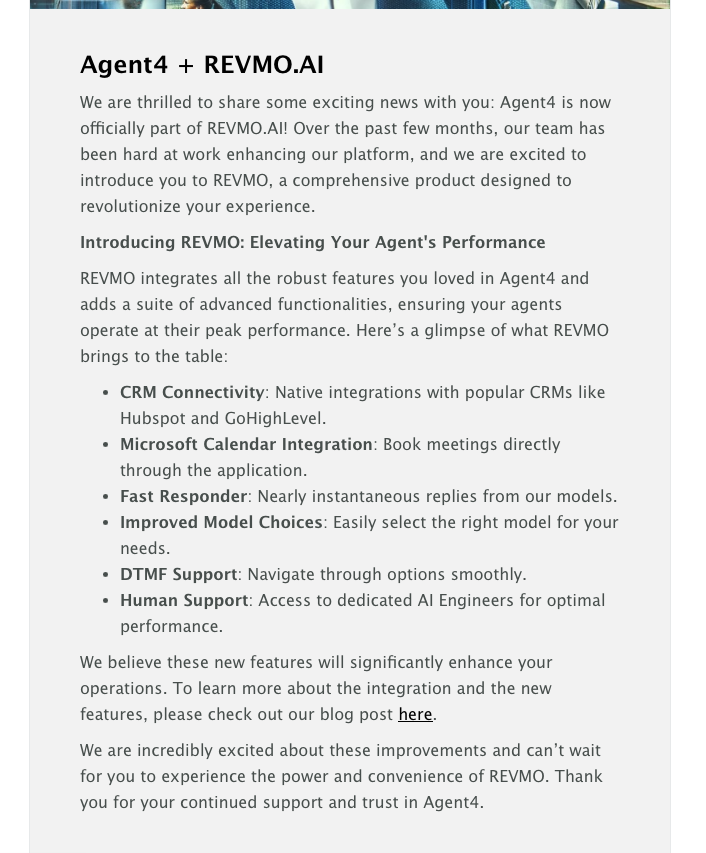 Agent4 + REVMO.AI
We are thrilled to share some exciting news with you: Agent4 is now
officially part of REVMO.AI! Over the past few months, our team has
been hard at work enhancing our platform, and we are excited to
introduce you to REVMO, a comprehensive product designed to
revolutionize your experience.
Introducing REVMO: Elevating Your Agent's Performance
REVMO integrates all the robust features you loved in Agent4 and
adds a suite of advanced functionalities, ensuring your agents
operate at their peak performance. Here’s a glimpse of what REVMO
brings to the table:
• CRM Connectivity: Native integrations with popular CRMs like
Hubspot and GoHighLevel.
• Microsoft Calendar Integration: Book meetings directly
through the application.
• Fast Responder: Nearly instantaneous replies from our models.
• Improved Model Choices: Easily select the right model for your
needs.
• DTMF Support: Navigate through options smoothly.
• Human Support: Access to dedicated AI Engineers for optimal
performance.
We believe these new features will significantly enhance your
operations. To learn more about the integration and the new
features, please check out our blog post here.
We are incredibly excited about these improvements and can’t wait
for you to experience the power and convenience of REVMO. Thank
you for your continued support and trust in Agent4.